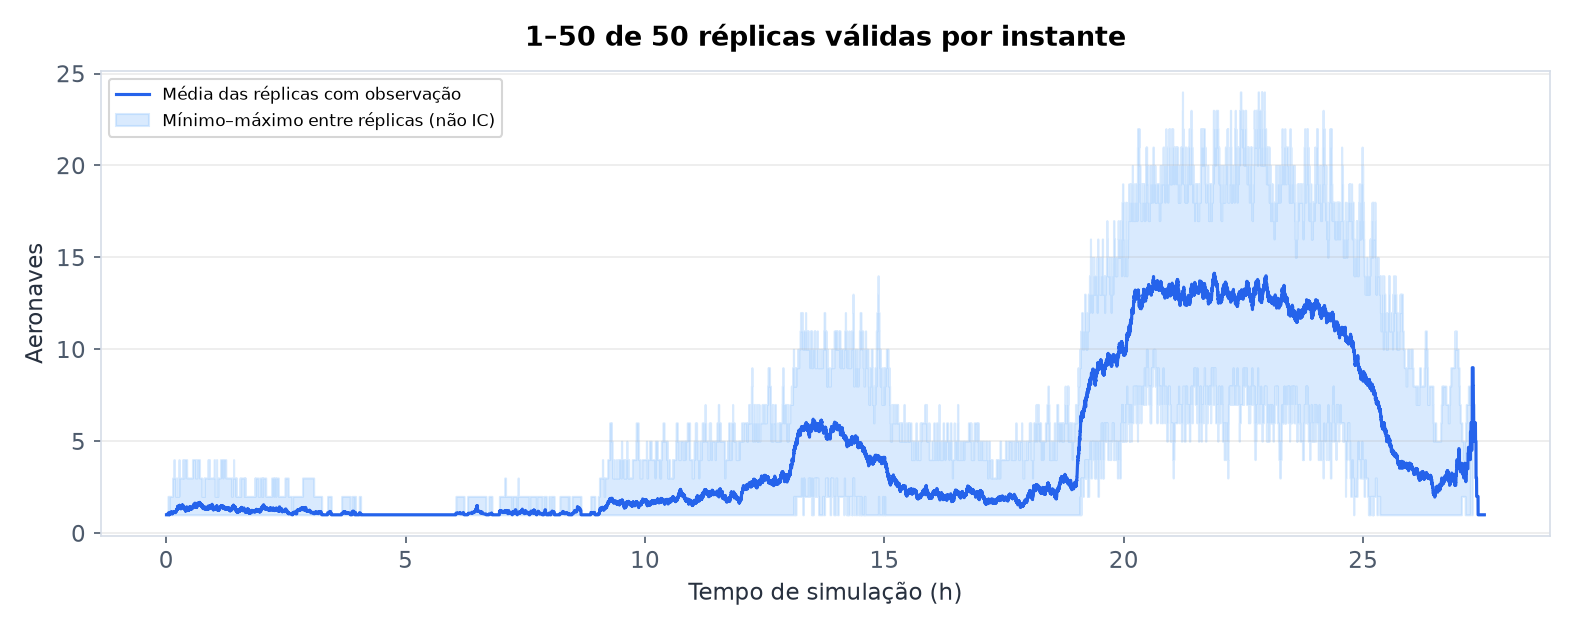 1–50 de 50 réplicas válidas por instante
Média das réplicas com observação
Mínimo–máximo entre réplicas (não IC)
Aeronaves
25
20
15
10
5
0
0 5 10 15 20 25
Tempo de simulação (h)